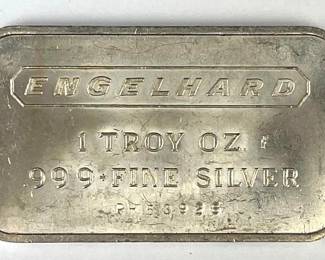 ENGELHARD
1 TROY OZ
999+ FINE SILVER